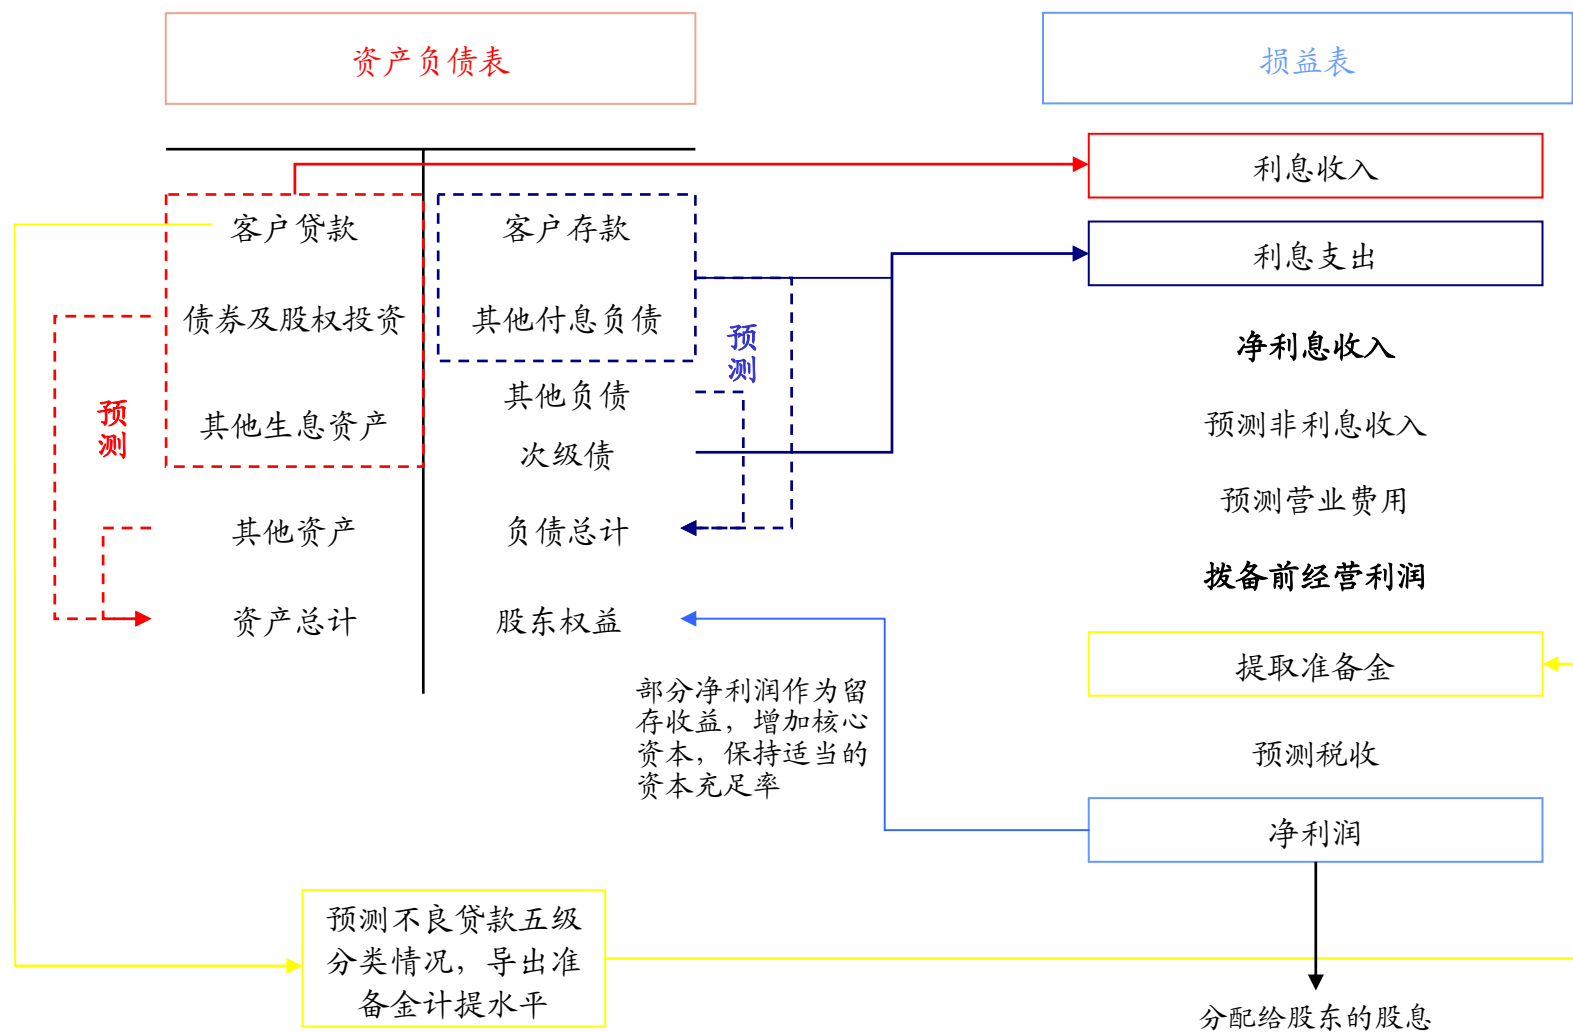 资产负债表
损益表
客户贷款
债券及股权投资
其他生息资产
其他资产
资产总计
预
测
客户存款
其他付息负债
其他负债
次级债
负债总计
股东权益
预
测
部分净利润作为留
存收益，增加核心
资本，保持适当的
资本充足率
利息收入
利息支出
净利息收入
预测非利息收入
预测营业费用
拨备前经营利润
提取准备金
预测税收
净利润
预测不良贷款五级
分类情况，导出准
备金计提水平
分配给股东的股息